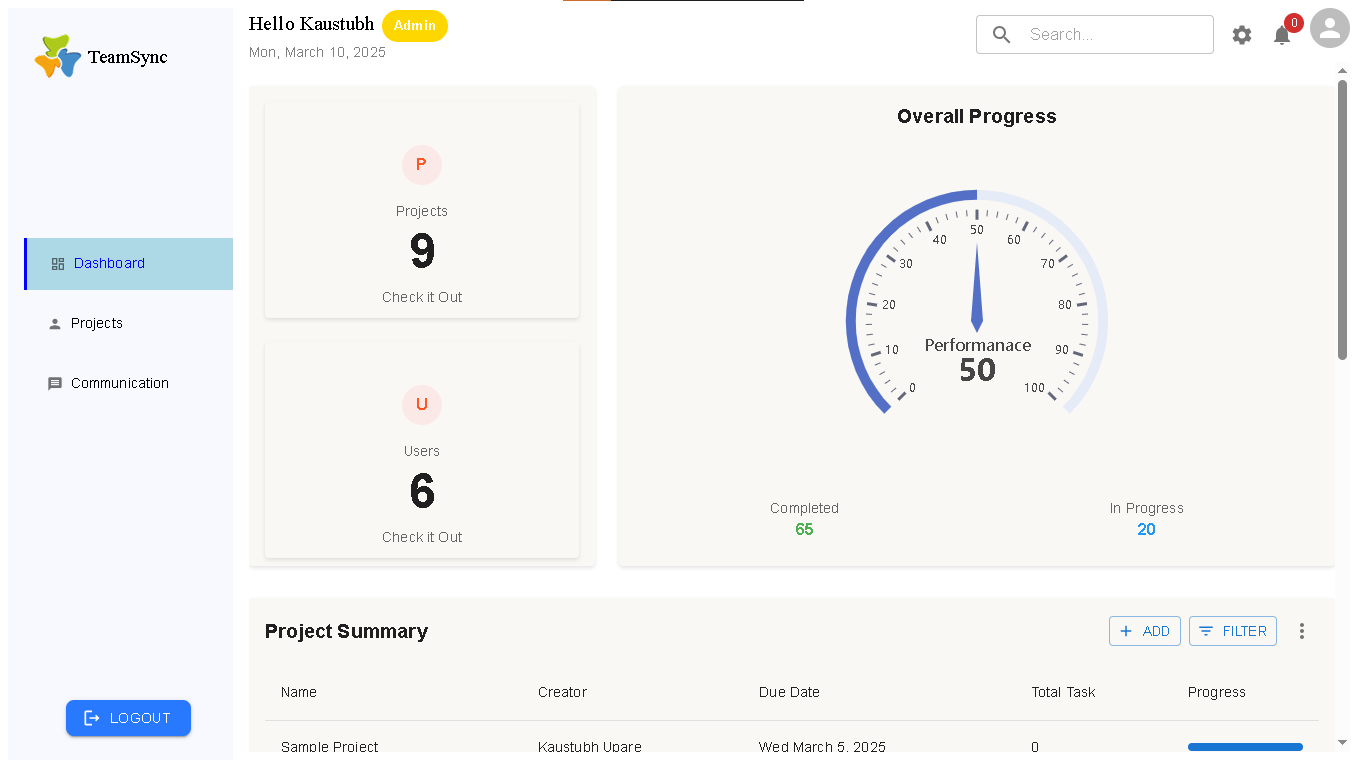 TeamSync
Dashboard
Projects
Communication
LOGOUT
Hello Kaustubh Admin
Mon, March 10, 2025
Search...
0
P
Projects
9
Check it Out
U
Users
6
Check it Out
Overall Progress
0
10
20
30
40
50
60
70
80
90
100
Performanace
50
Completed
65
In Progress
20
Project Summary
ADD FILTER
Name Creator Due Date Total Task Progress
Sample Project Kaustubh Upare Wed March 5, 2025 0